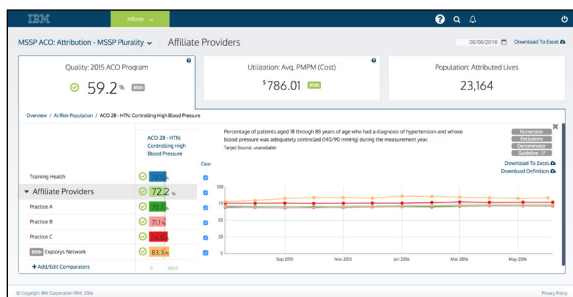 IBM
Inform
MSSP ACO: Attribution - MSSP Plurality
Affiliate Providers
06/06/2016
Download To Excel
Quality: 2015 ACO Program
59.2%
85th
Utilization: Avg. PMPM (Cost)
$786.01
Population: Attributed Lives
23,164
Overview / At Risk Population / ACO 28 - HTN: Controlling High Blood Pressure
ACO 28 - HTN:
Controlling High
Blood Pressure
Percentage of patients aged 18 through 85 years of age who had a diagnosis of hypertension and whose
blood pressure was adequately controlled (140/90 mmHg) during the measurement year.
Target Source: unavailable
Numerator
Exclusions
Denominator
Guideline
Download To Excel
Download Definition
Clear
Training Health
Affiliate Providers
72.2 %
Practice A
Practice B
71.1 %
Practice C
Explorys Network
83.3%
+ Add/Edit Comparators
100
75
50
25
0
Sep 2015
Nov 2015
Jan 2016
Mar 2016
May 2016
© Copyright IBM Corporation 1994, 2016
Privacy Policy